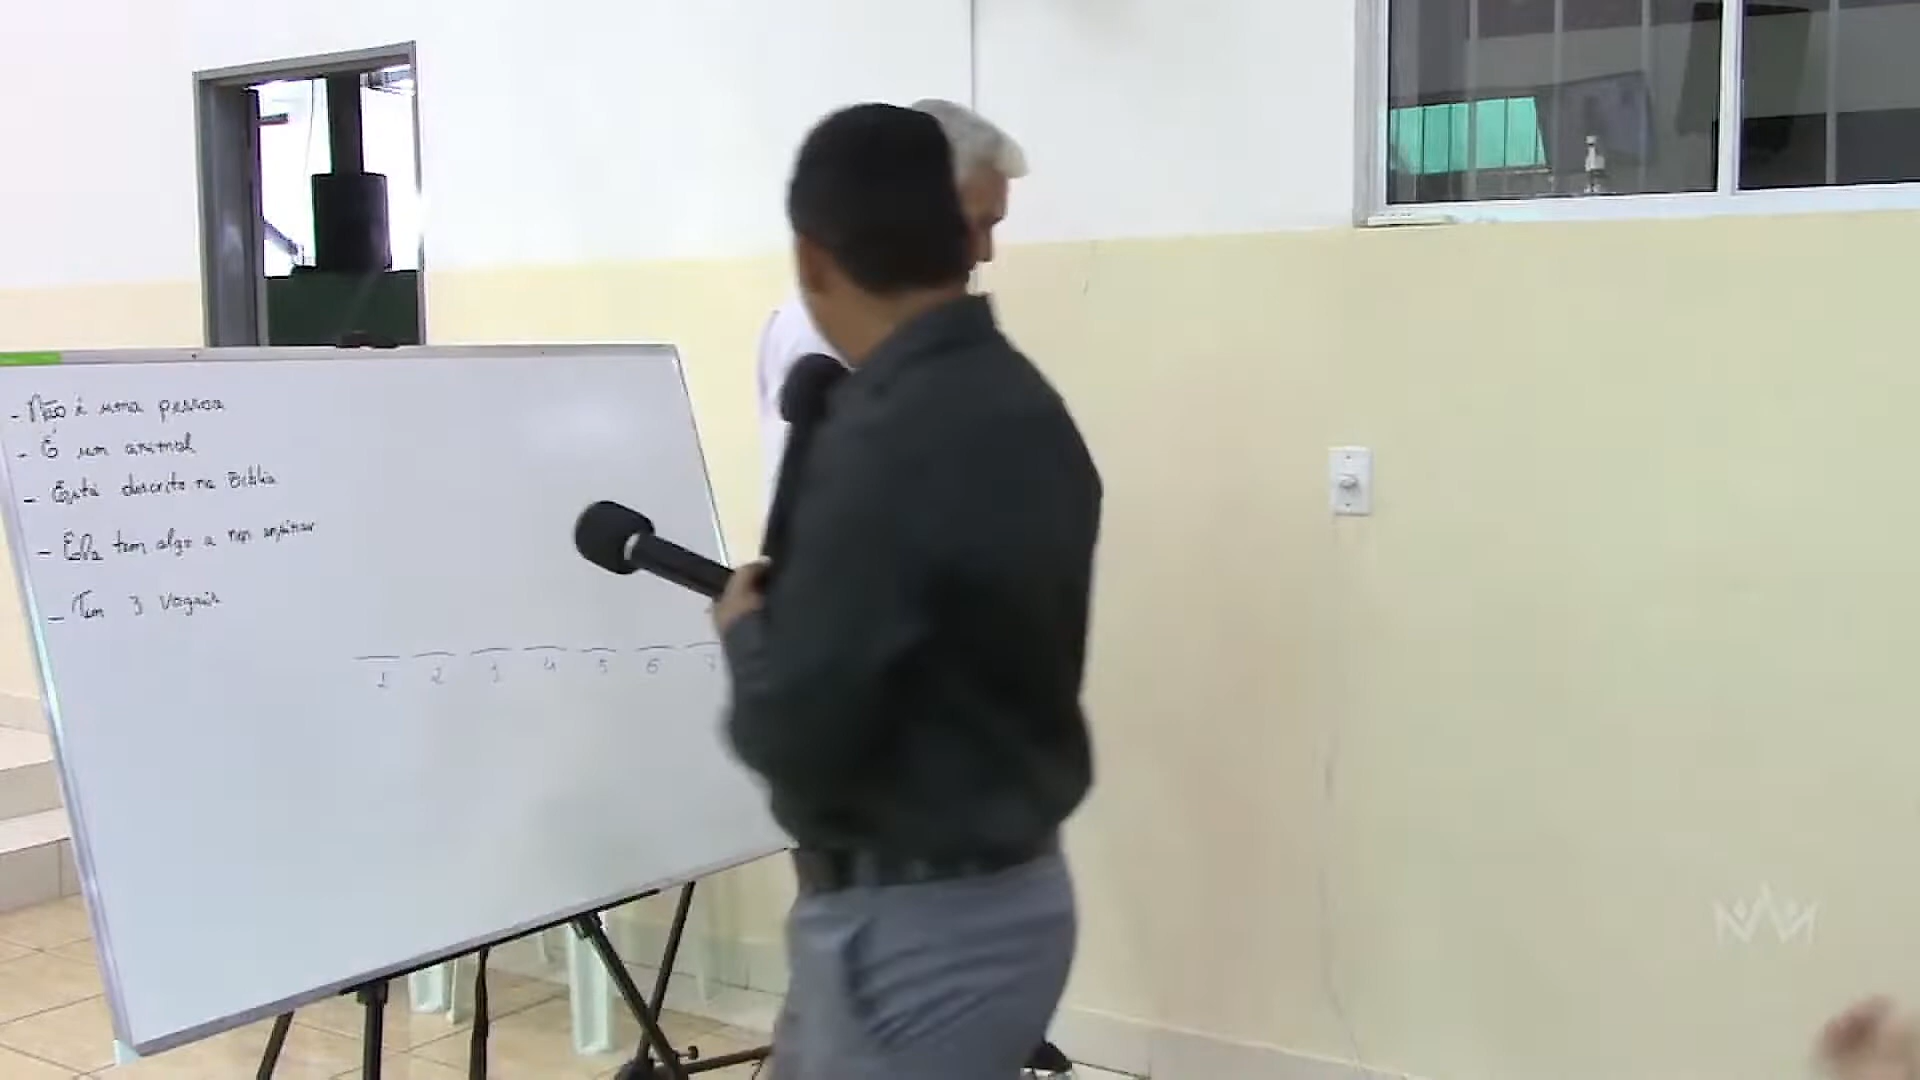 - Não é uma pessoa
- É um animal
- Está descrito na Bíblia
- Ela tem algo a nos ensinar
- Tem 3 Vogais
1 2 3 4 5 6 7